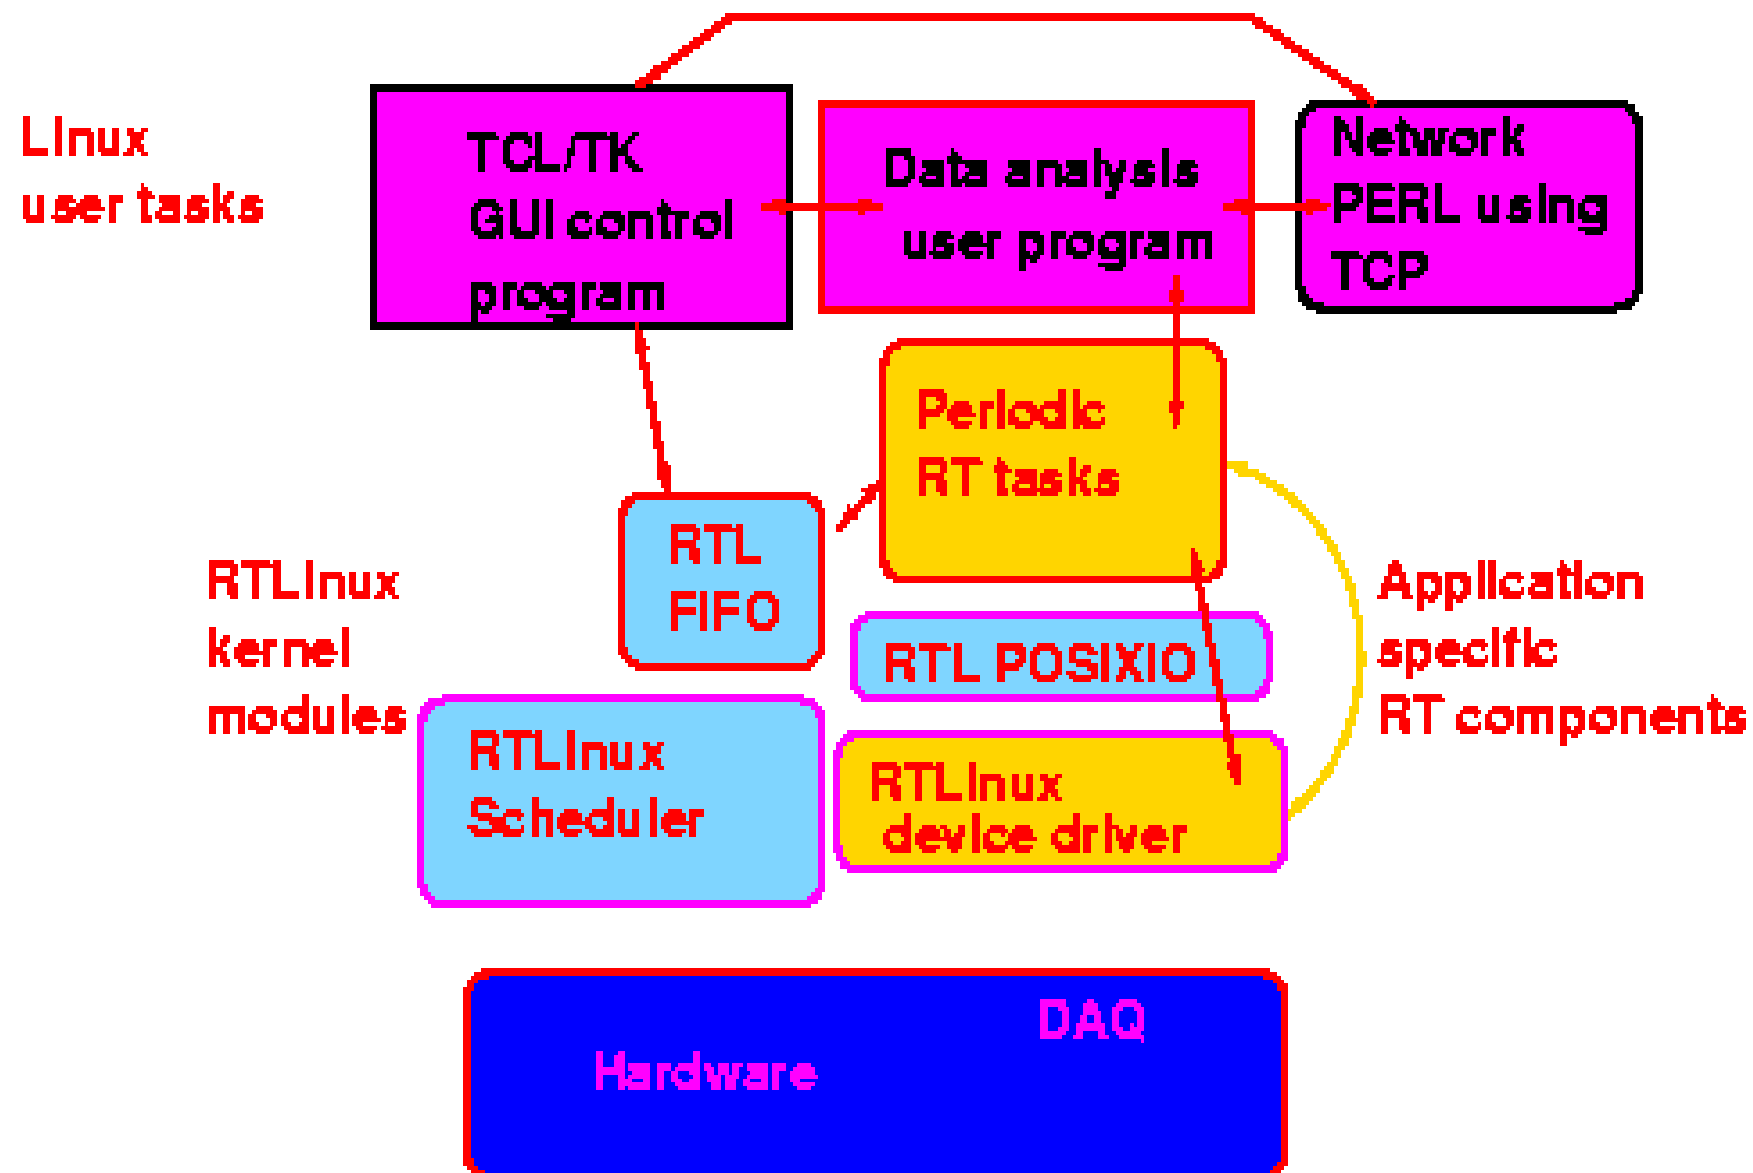 Linux
user tasks
TCL/TK
GUI control
program
Data analysis
user program
Network
PERL using
TCP
Periodic
RT tasks
RTL
FIFO
RTLinux
kernel
modules
Application
specific
RT components
RTL POSIXIO
RTLinux
Scheduler
RTLinux
device driver
DAQ
Hardware